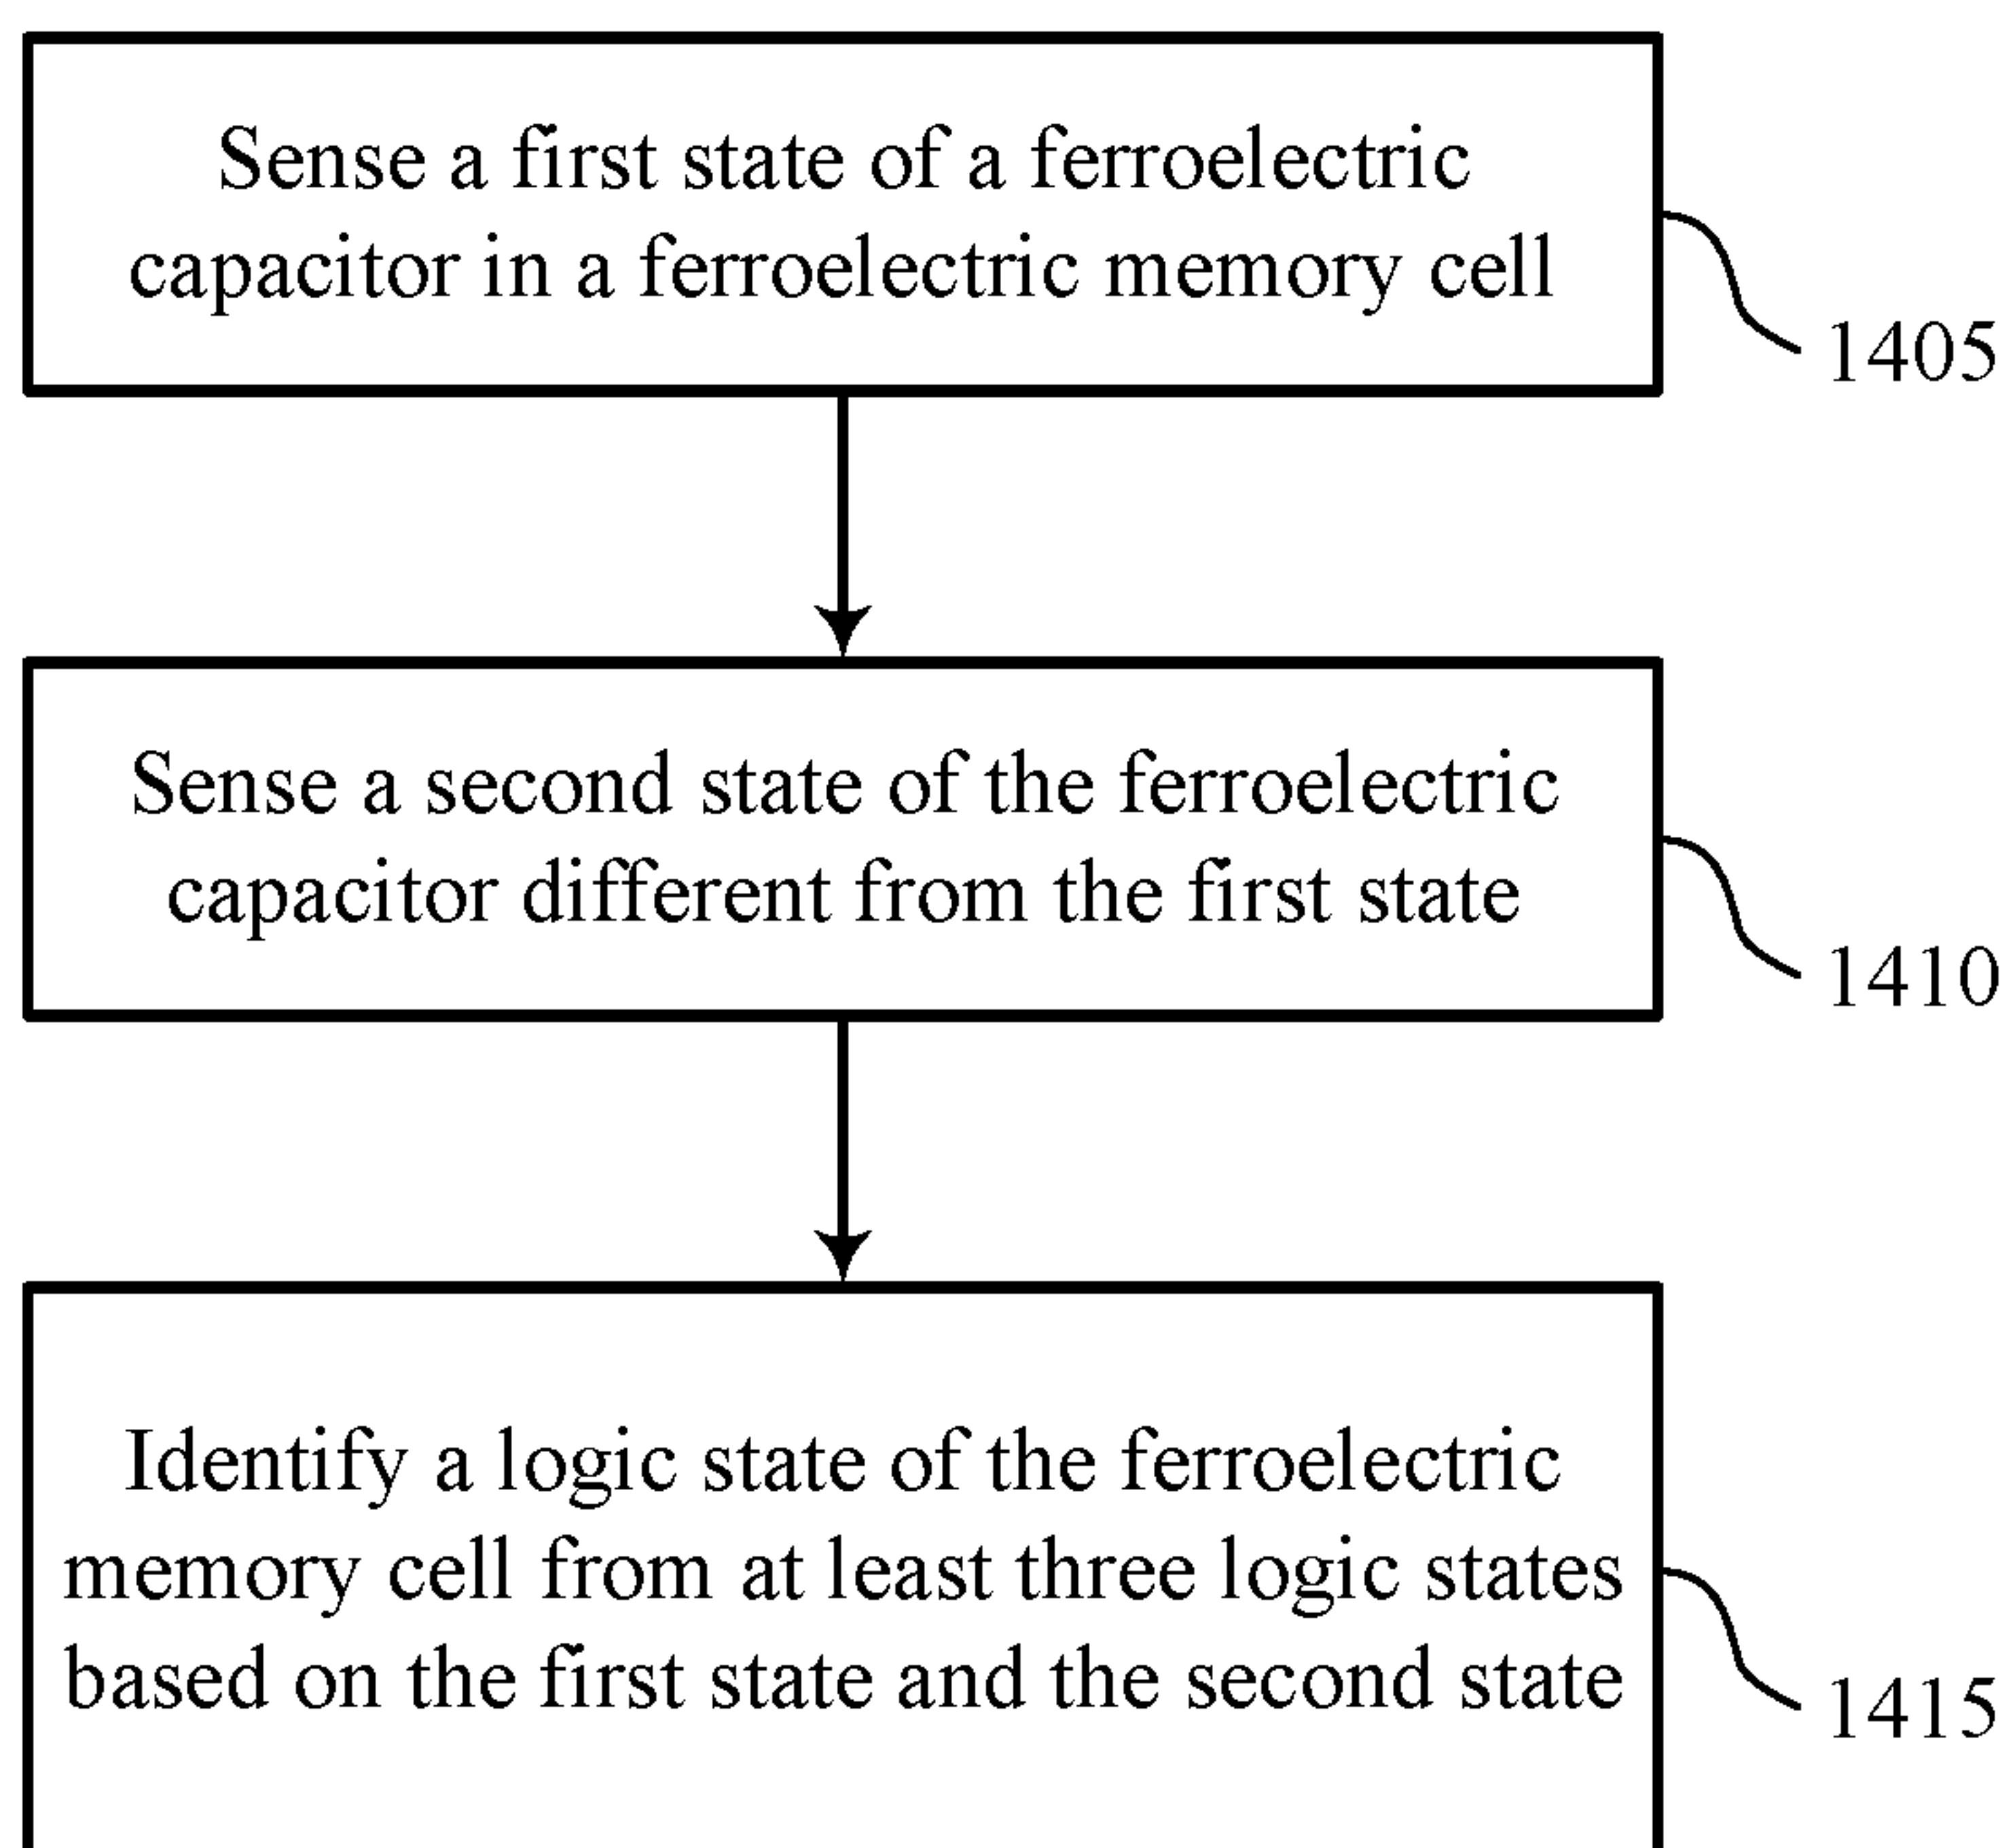 Sense a first state of a ferroelectric
capacitor in a ferroelectric memory cell
1405
Sense a second state of the ferroelectric
capacitor different from the first state
1410
Identify a logic state of the ferroelectric
memory cell from at least three logic states
based on the first state and the second state
1415